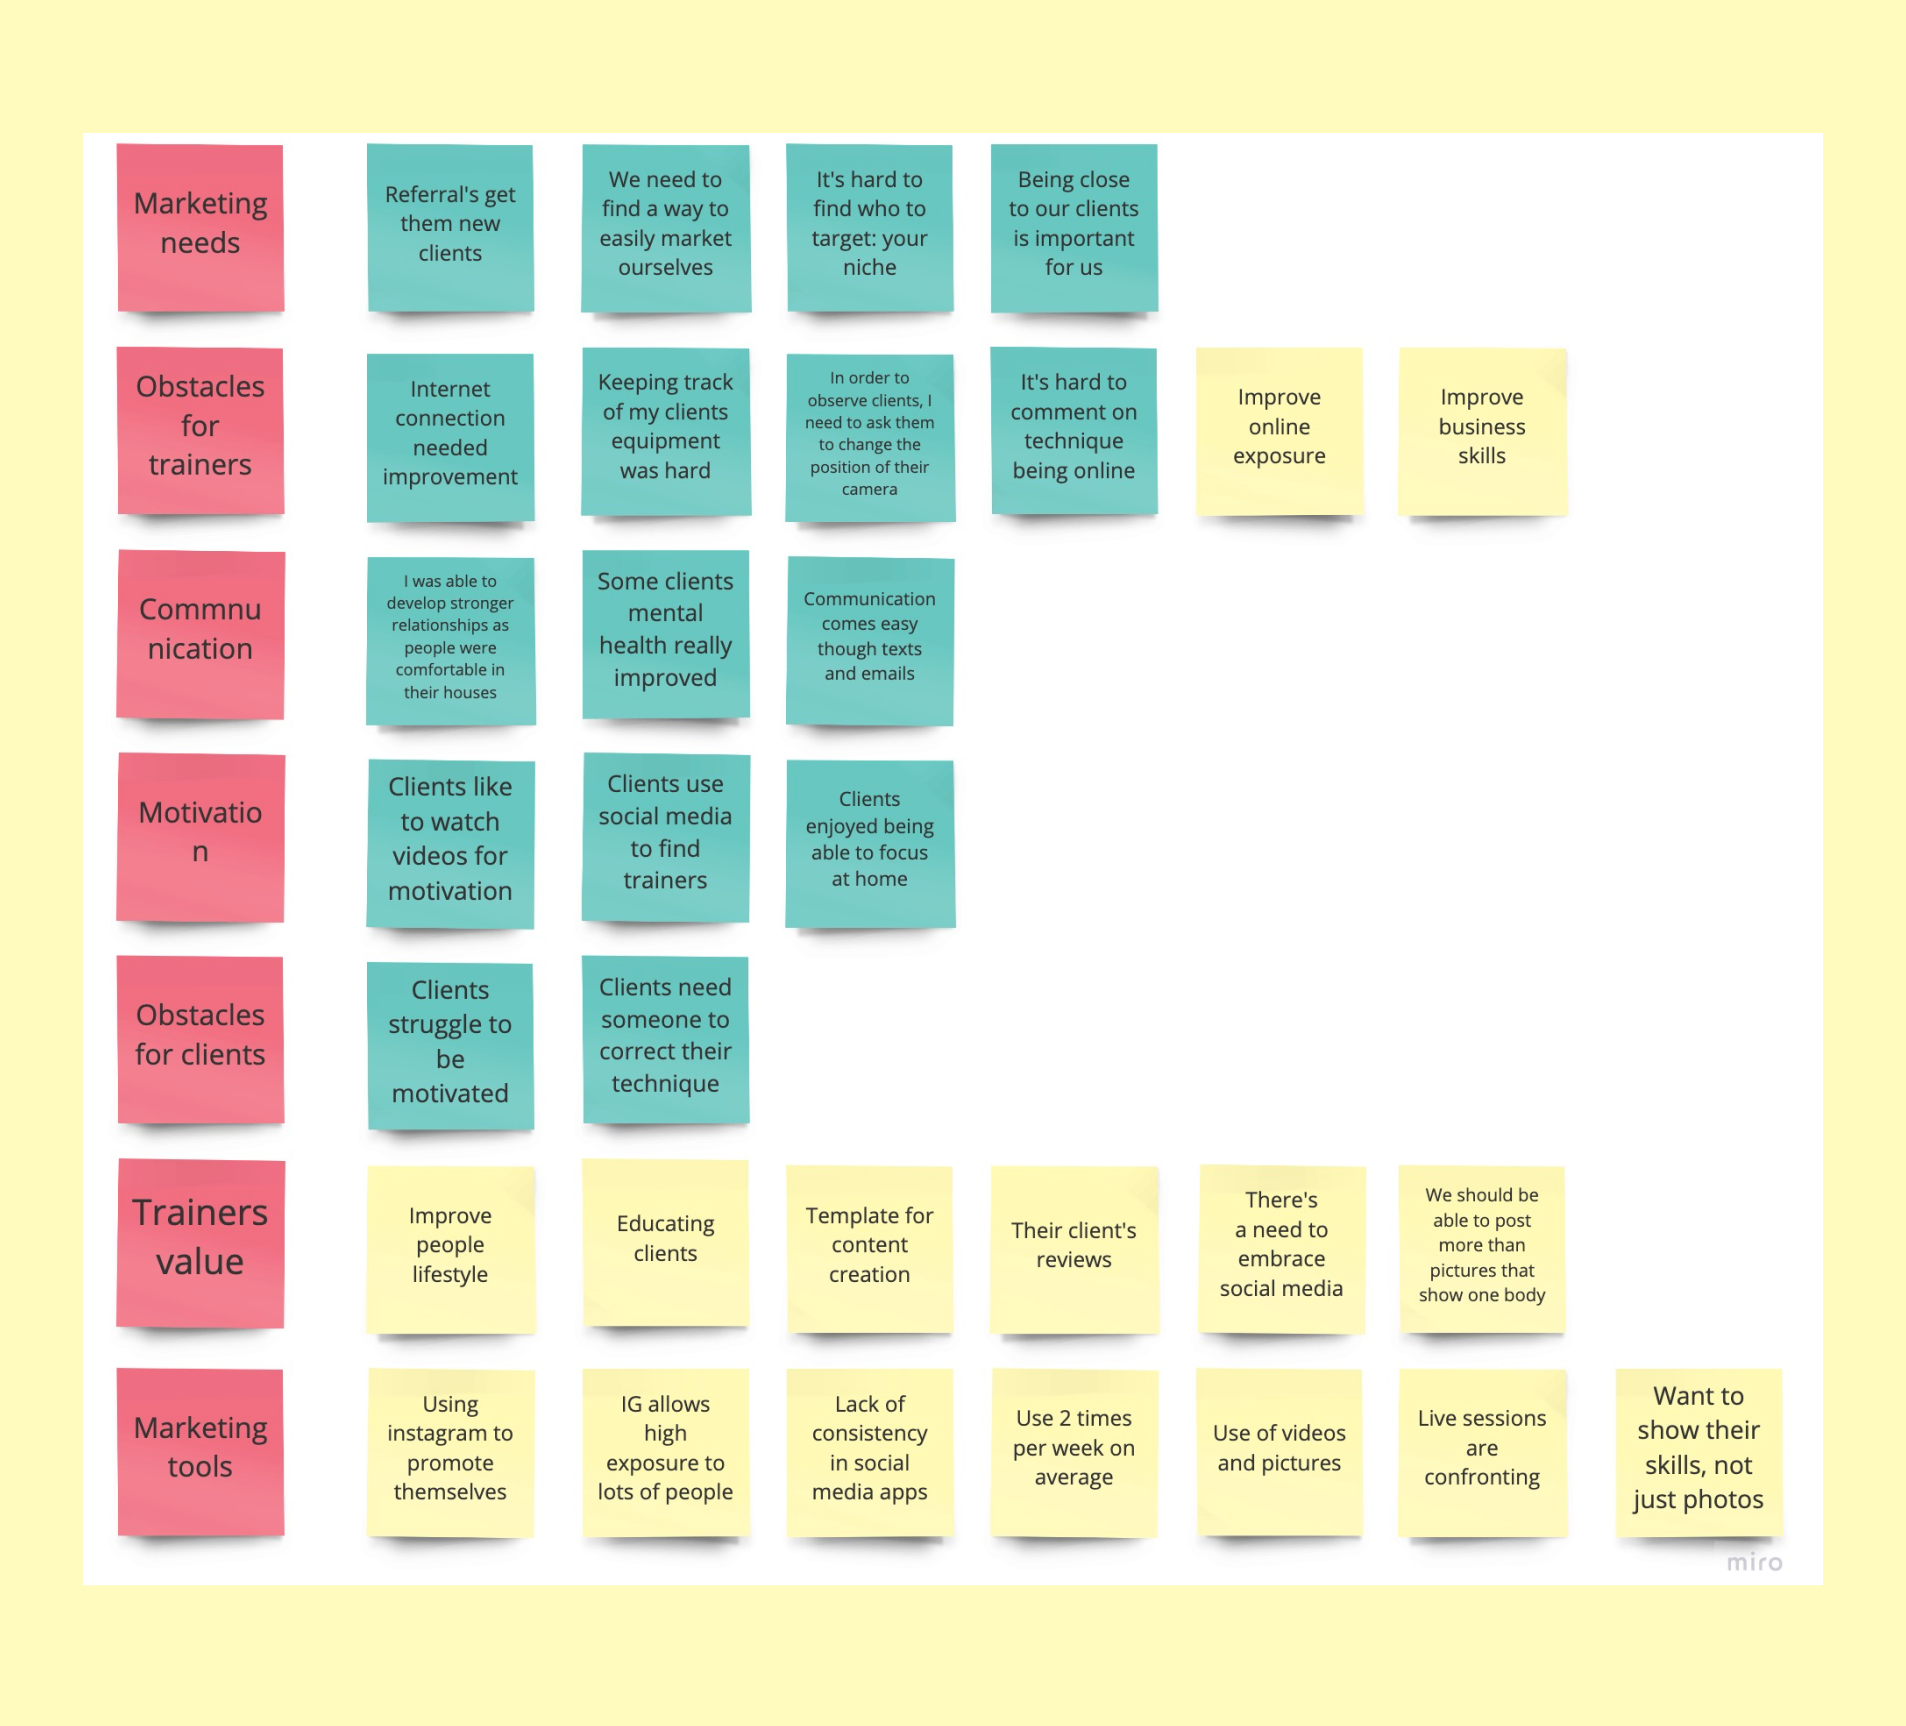 Marketing
needs
Referral's get
them new
clients
We need to
find a way to
easily market
ourselves
It's hard to
find who to
target: your
niche
Being close
to our clients
is important
for us
Obstacles
for
trainers
Internet
connection
needed
improvement
Keeping track
of my clients
equipment
was hard
In order to
observe clients, I
need to ask them
to change the
position of their
camera
It's hard to
comment on
technique
being online
Improve
online
exposure
Improve
business
skills
Commnu
nication
I was able to
develop stronger
relationships as
people were
comfortable in
their houses
Some clients
mental
health really
improved
Communication
comes easy
though texts
and emails
Motivatio
n
Clients like
to watch
videos for
motivation
Clients use
social media
to find
trainers
Clients
enjoyed being
able to focus
at home
Obstacles
for clients
Clients
struggle to
be
motivated
Clients need
someone to
correct their
technique
Trainers
value
Improve
people
lifestyle
Educating
clients
Template for
content
creation
Their client's
reviews
There's
a need to
embrace
social media
We should be
able to post
more than
pictures that
show one body
Marketing
tools
Using
instagram to
promote
themselves
IG allows
high
exposure to
lots of people
Lack of
consistency
in social
media apps
Use 2 times
per week on
average
Use of videos
and pictures
Live sessions
are
confronting
Want to
show their
skills, not
just photos
miro